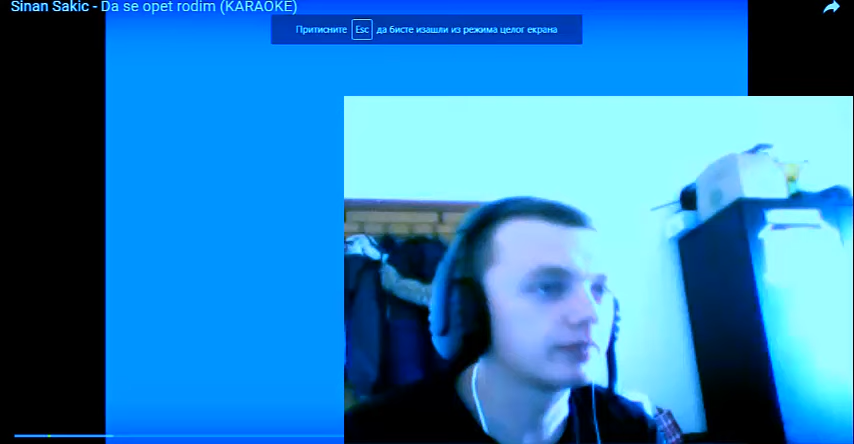 Sinan Sakic - Da se opet rodim (KARAOKE)
Притисните Esc да бисте изашли из режима целог екрана